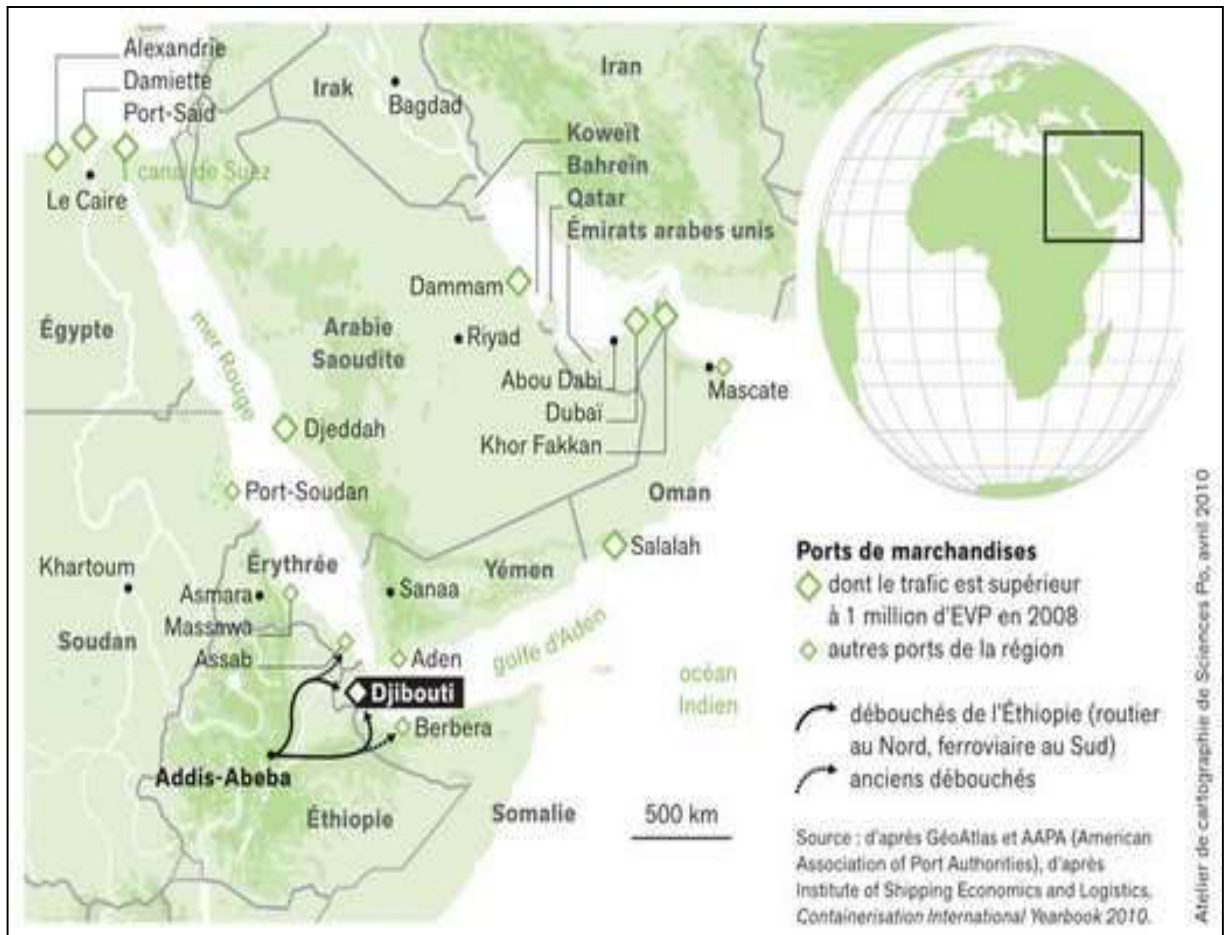 Alexandrie
Damiette
Port-Saïd
canal de Suez
Le Caire
Irak
Bagdad
Iran
Koweït
Bahreïn
Qatar
Émirats arabes unis
Dammam
Égypte
mer Rouge
Arabie
Saoudite
Riyad
Abou Dabi
Dubaï
Khor Fakkan
Mascate
Djeddah
Port-Soudan
Oman
Salalah
Khartoum
Érythrée
Asmara
Massawa
Sanaa
Yémen
Soudan
Assab
Aden
golfe d'Aden
Djibouti
océan
Indien
Berbera
Addis-Abeba
Éthiopie
Somalie
500 km
Ports de marchandises
dont le trafic est supérieur
à 1 million d'EVP en 2008
autres ports de la région
débouchés de l'Éthiopie (routier
au Nord, ferroviaire au Sud)
anciens débouchés
Source : d'après GéoAtlas et AAPA (American
Association of Port Authorities), d'après
Institute of Shipping Economics and Logistics,
Containerisation International Yearbook 2010.
Atelier de cartographie de Sciences Po, avril 2010